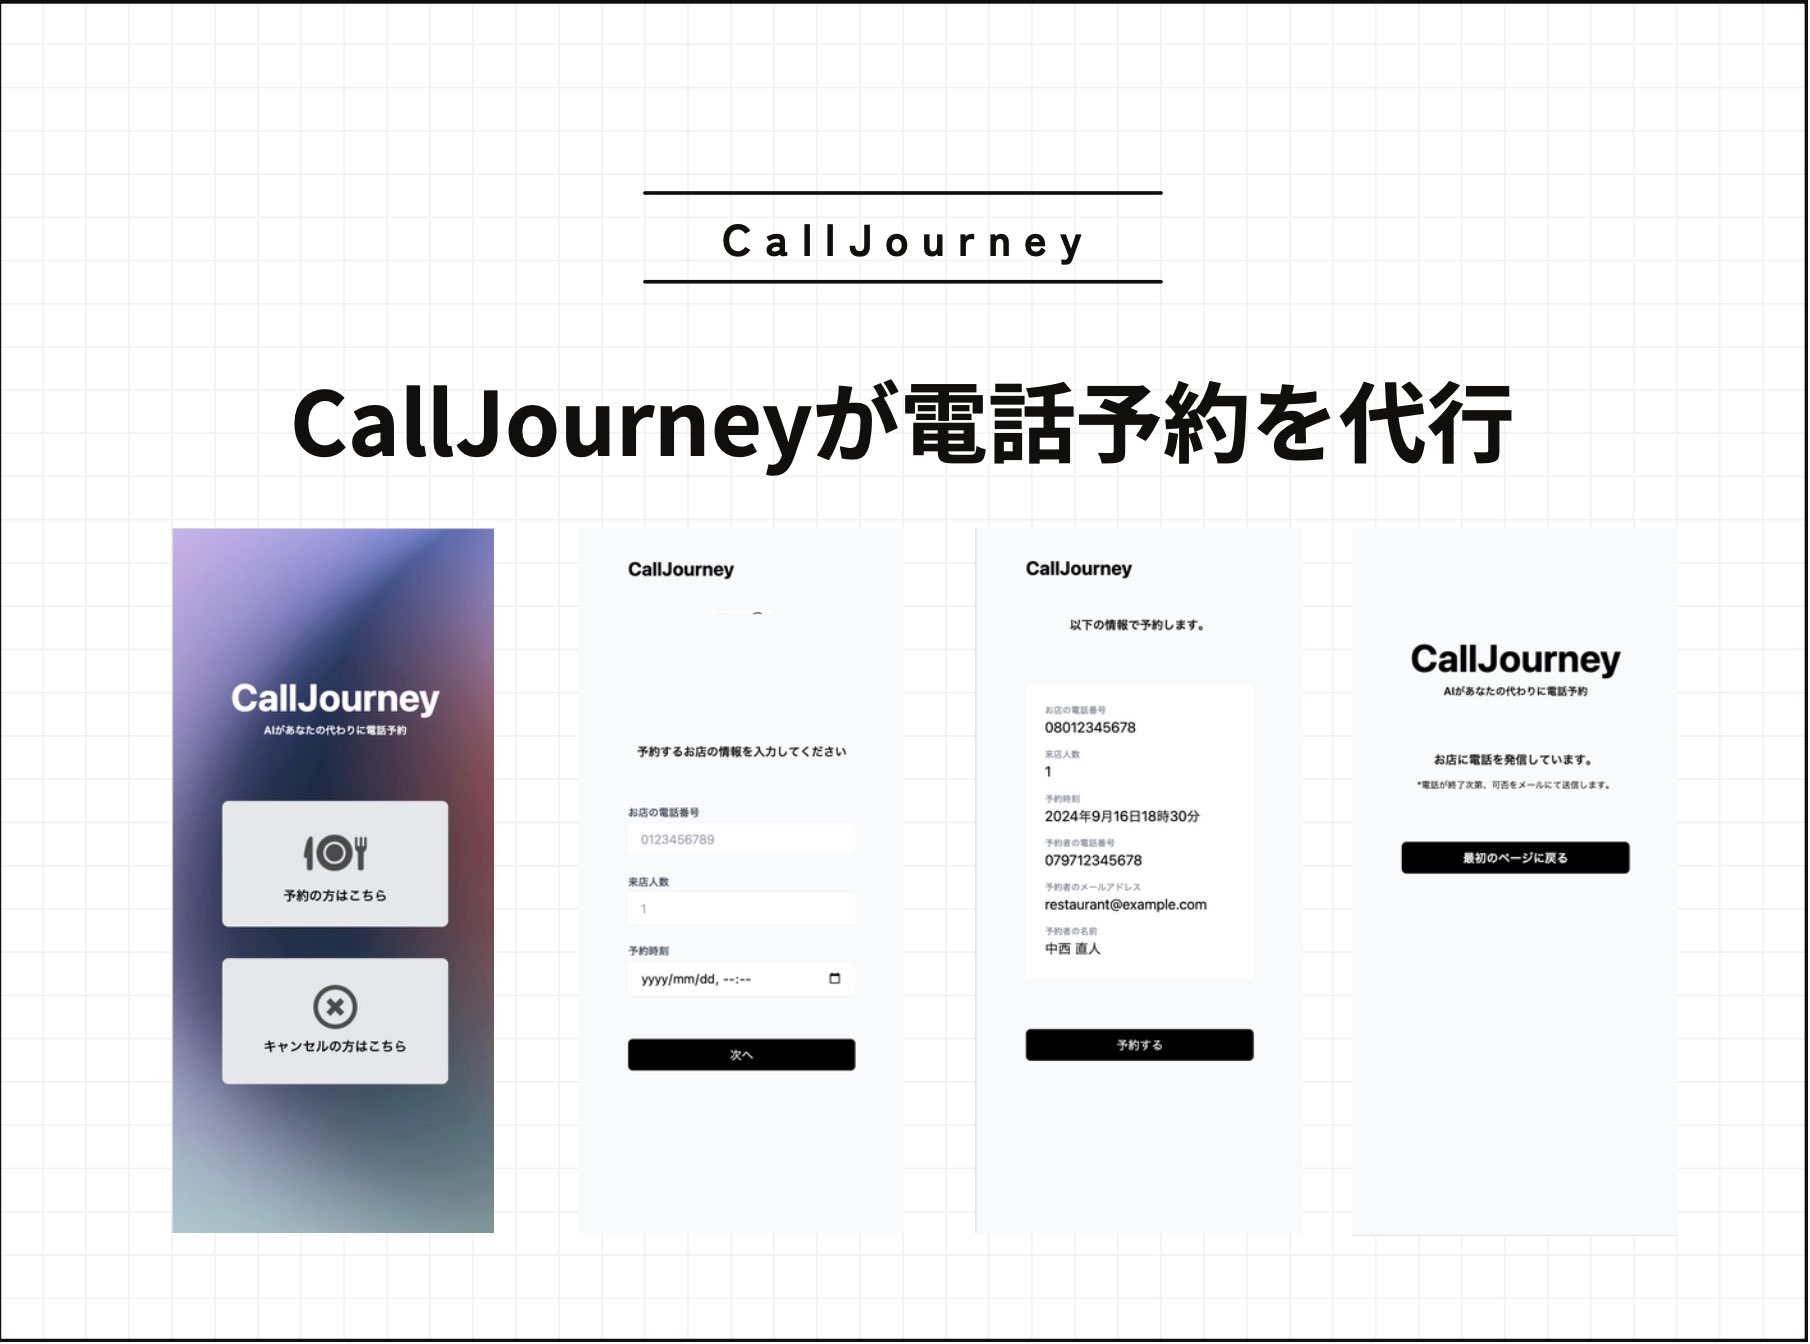 CallJourney
CallJourneyが電話予約を代行
CallJourney
AIがあなたの代わりに電話予約
予約の方はこちら
キャンセルの方はこちら
CallJourney
予約するお店の情報を入力してください
お店の電話番号
0123456789
来店人数
1
予約時刻
yyyy/mm/dd, --:--
次へ
CallJourney
以下の情報で予約します。
お店の電話番号
08012345678
来店人数
1
予約時刻
2024年9月16日18時30分
予約者の電話番号
079712345678
予約者のメールアドレス
restaurant@example.com
予約者の名前
中西 直人
予約する
CallJourney
AIがあなたの代わりに電話予約
お店に電話を発信しています。
*電話が終了次第、可否をメールにて送信します。
最初のページに戻る